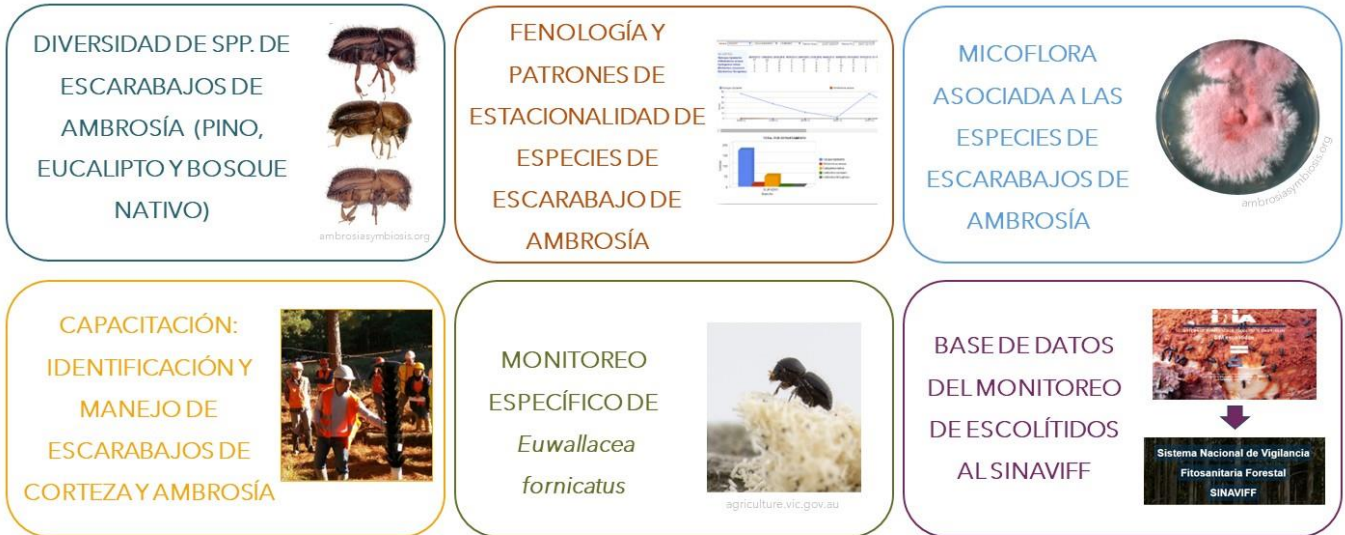 DIVERSIDAD DE SPP. DE
ESCARABAJOS DE
AMBROSÍA (PINO,
EUCALIPTO Y BOSQUE
NATIVO)
ambrosiasymbiosis.org
FENOLOGÍA Y
PATRONES DE
ESTACIONALIDAD DE
ESPECIES DE
ESCARABAJO DE
AMBROSÍA
MICOFLORA
ASOCIADA A LAS
ESPECIES DE
ESCARABAJOS DE
AMBROSÍA
ambrosiasymbiosis.org
CAPACITACIÓN:
IDENTIFICACIÓN Y
MANEJO DE
ESCARABAJOS DE
CORTEZA Y AMBROSÍA
MONITOREO
ESPECÍFICO DE
Euwallacea
fornicatus
agriculture.vic.gov.au
BASE DE DATOS
DEL MONITOREO
DE ESCOLÍTIDOS
AL SINAVIFF
Sistema Nacional de Vigilancia
Fitosanitaria Forestal
SINAVIFF